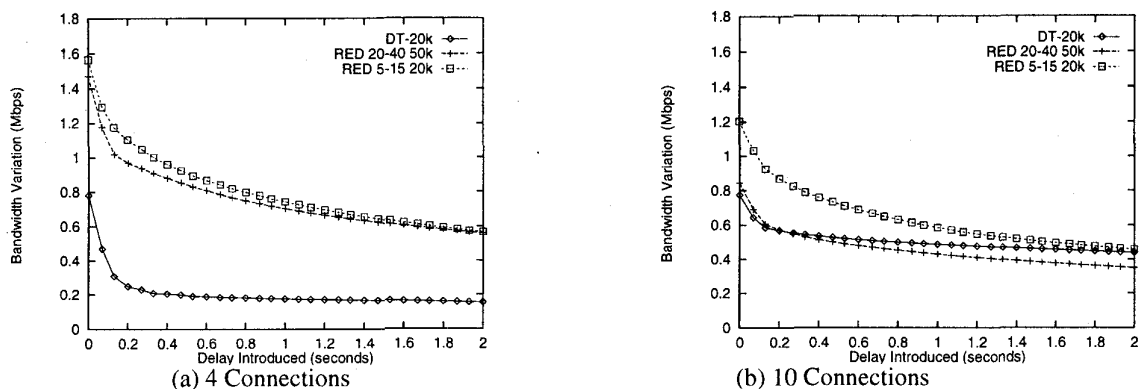 1.8
1.6
1.4
1.2
1
0.8
0.6
0.4
0.2
0
Bandwidth Variation (Mbps)
DT-20k
RED 20-40 50k
RED 5-15 20k
0 0.2 0.4 0.6 0.8 1 1.2 1.4 1.6 1.8 2
Delay Introduced (seconds)
(a) 4 Connections
1.8
1.6
1.4
1.2
1
0.8
0.6
0.4
0.2
0
Bandwidth Variation (Mbps)
DT-20k
RED 20-40 50k
RED 5-15 20k
0 0.2 0.4 0.6 0.8 1 1.2 1.4 1.6 1.8 2
Delay Introduced (seconds)
(b) 10 Connections